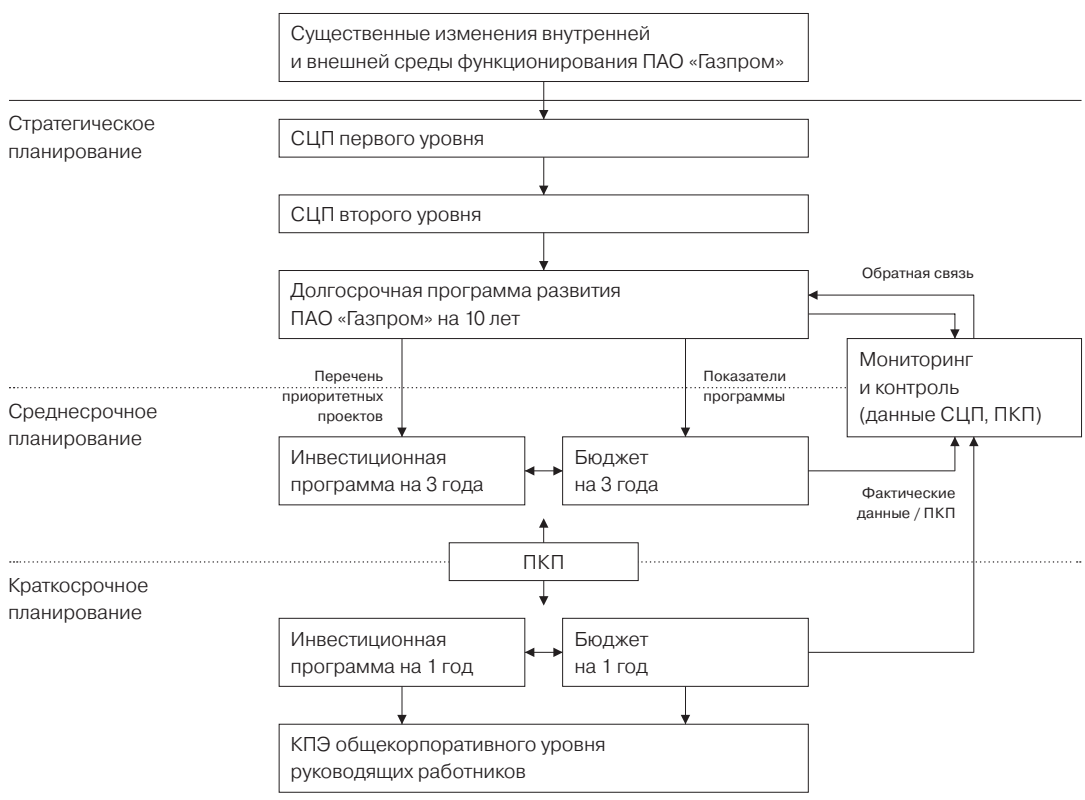 Существенные изменения внутренней
и внешней среды функционирования ПАО «Газпром»
Стратегическое
планирование
СЦП первого уровня
СЦП второго уровня
Долгосрочная программа развития
ПАО «Газпром» на 10 лет
Обратная связь
Мониторинг
и контроль
(данные СЦП, ПКП)
Перечень
приоритетных
проектов
Показатели
программы
Среднесрочное
планирование
Инвестиционная
программа на 3 года
Бюджет
на 3 года
Фактические
данные / ПКП
ПКП
Краткосрочное
планирование
Инвестиционная
программа на 1 год
Бюджет
на 1 год
КПЭ общекорпоративного уровня
руководящих работников